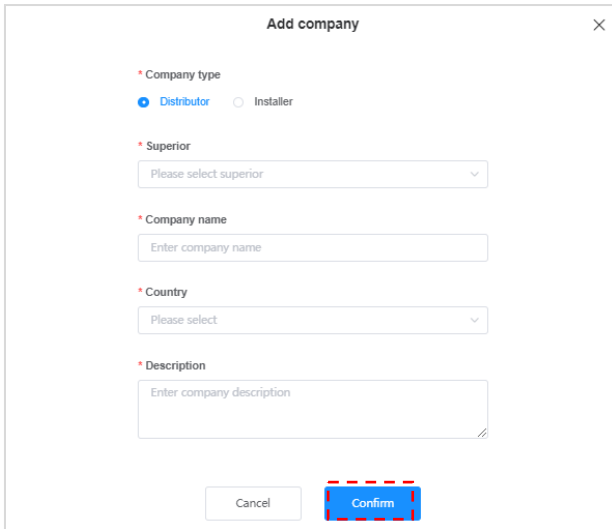 Add company
* Company type
Distributor Installer
* Superior
Please select superior
* Company name
Enter company name
* Country
Please select
* Description
Enter company description
Cancel Confirm